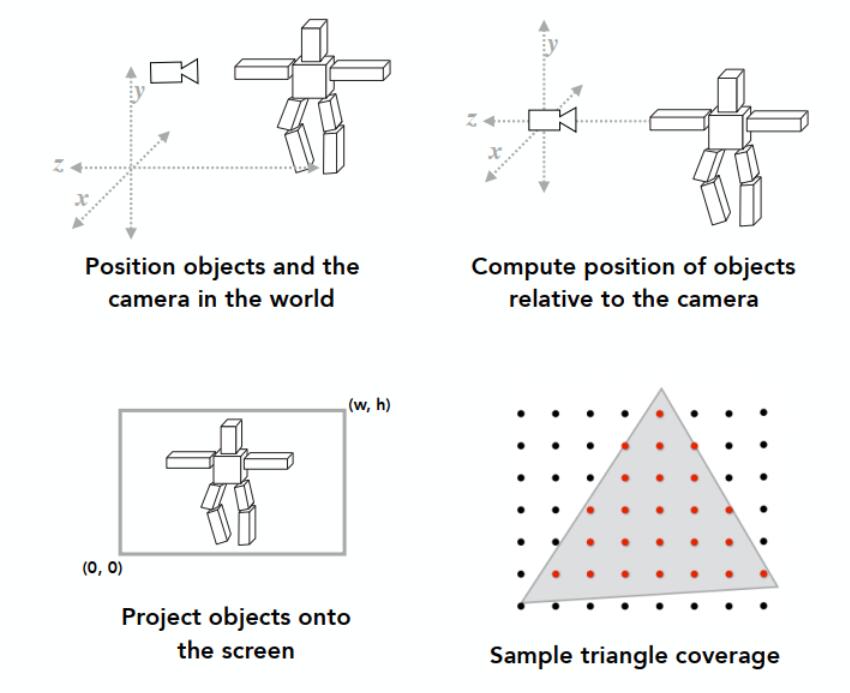 y
z
x
Position objects and the
camera in the world
y
z
x
Compute position of objects
relative to the camera
(w, h)
(0, 0)
Project objects onto
the screen
Sample triangle coverage